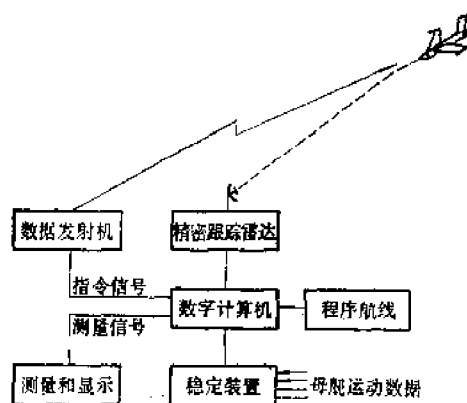 数据发射机
精密跟踪雷达
指令信号
数字计算机
程序航线
测量信号
测量和显示
稳定装置
母舰运动数据